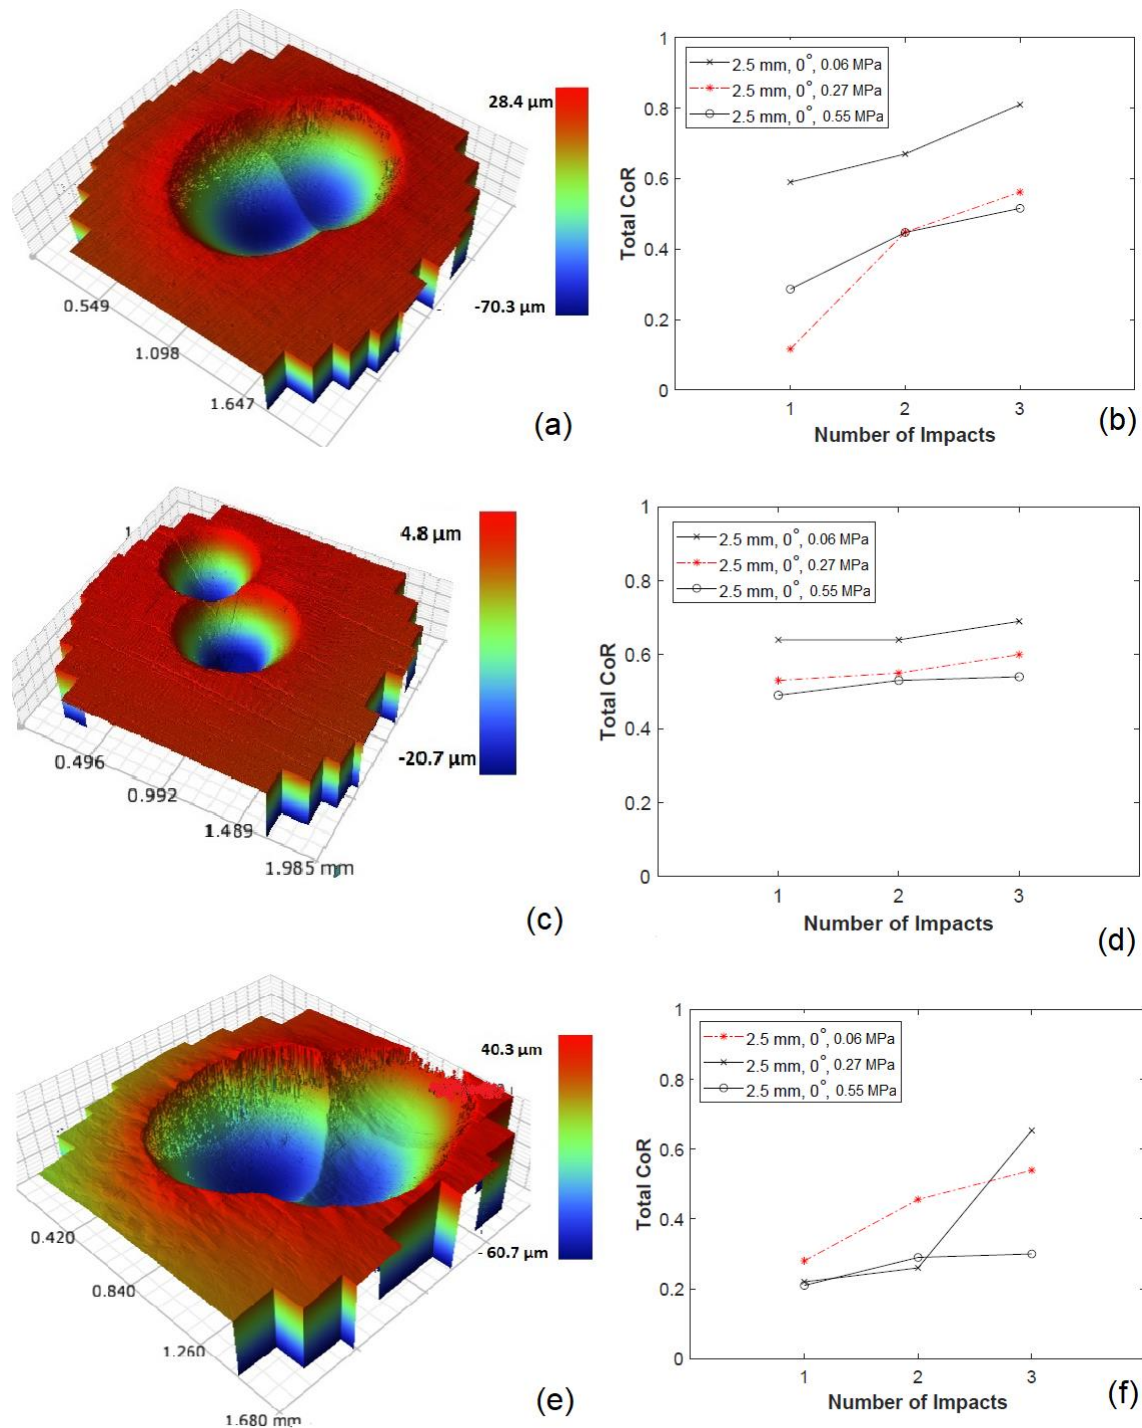 28.4 µm
-70.3 µm
0.549
1.098
1.647
(a)
1
0.8
0.6
0.4
0.2
0
Total CoR
2.5 mm, 0°, 0.06 MPa
2.5 mm, 0°, 0.27 MPa
2.5 mm, 0°, 0.55 MPa
1 2 3
Number of Impacts
(b)
1
4.8 µm
-20.7 µm
0.496
0.992
1.489
1.985 mm
(c)
1
0.8
0.6
0.4
0.2
0
Total CoR
2.5 mm, 0°, 0.06 MPa
2.5 mm, 0°, 0.27 MPa
2.5 mm, 0°, 0.55 MPa
1 2 3
Number of Impacts
(d)
40.3 µm
- 60.7 µm
0.420
0.840
1.260
1.680 mm
(e)
1
0.8
0.6
0.4
0.2
0
Total CoR
2.5 mm, 0°, 0.06 MPa
2.5 mm, 0°, 0.27 MPa
2.5 mm, 0°, 0.55 MPa
1 2 3
Number of Impacts
(f)